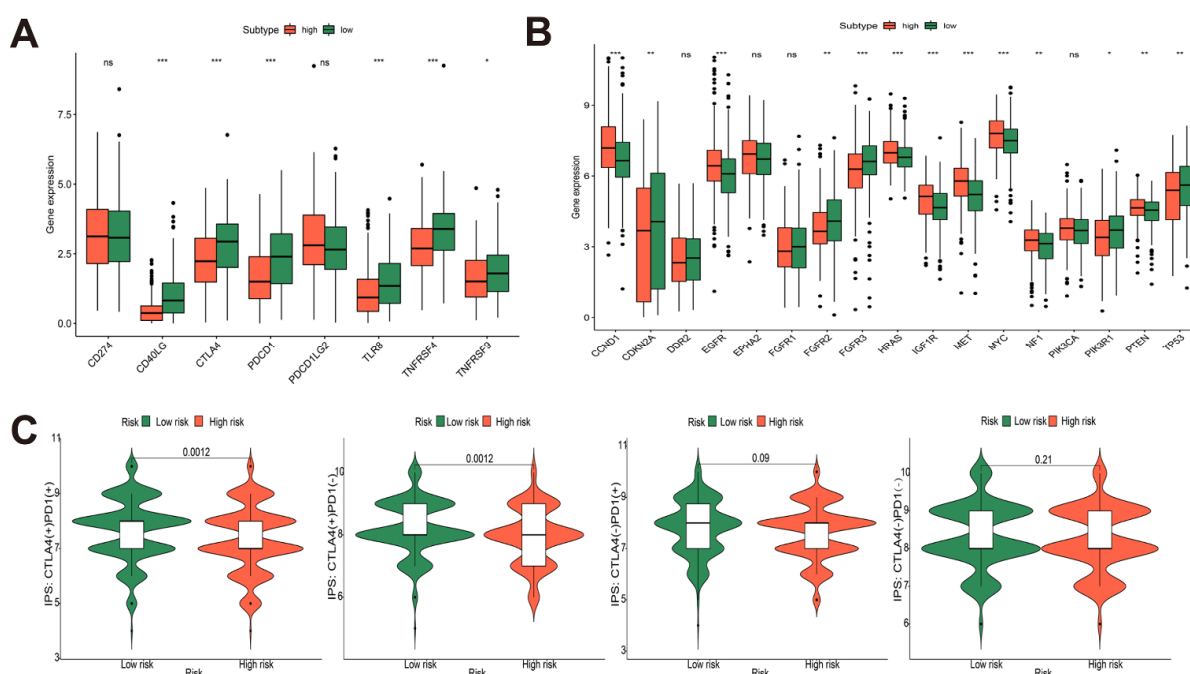 A
Subtype high low
ns *** *** *** ns *** *** *
Gene expression
7.5
5.0
2.5
0.0
CD274
CD40LG
CTLA4
PDCD1
PDCD1LG2
TLR9
TNFRSF4
TNFRSF9
B
Subtype high low
*** ** ns *** ns ns ** *** *** *** *** *** ** ns * ** **
Gene expression
9
6
3
0
CCND1
CDKN2A
DDR2
EGFR
EPHA2
FGFR1
FGFR2
FGFR3
HRAS
IGF1R
MET
MYC
NF1
PIK3CA
PIK3R1
PTEN
TP53
C
Risk Low risk High risk
0.0012
IPS: CTLA4(+)PD1(+)
11
9
7
5
3
Low risk High risk
Risk
Risk Low risk High risk
0.0012
IPS: CTLA4(+)PD1(-)
10
8
6
Low risk High risk
Risk
Risk Low risk High risk
0.09
IPS: CTLA4(-)PD1(+)
11
9
7
5
3
Low risk High risk
Risk
Risk Low risk High risk
0.21
IPS: CTLA4(-)PD1(-)
10
9
8
7
6
Low risk High risk
Risk